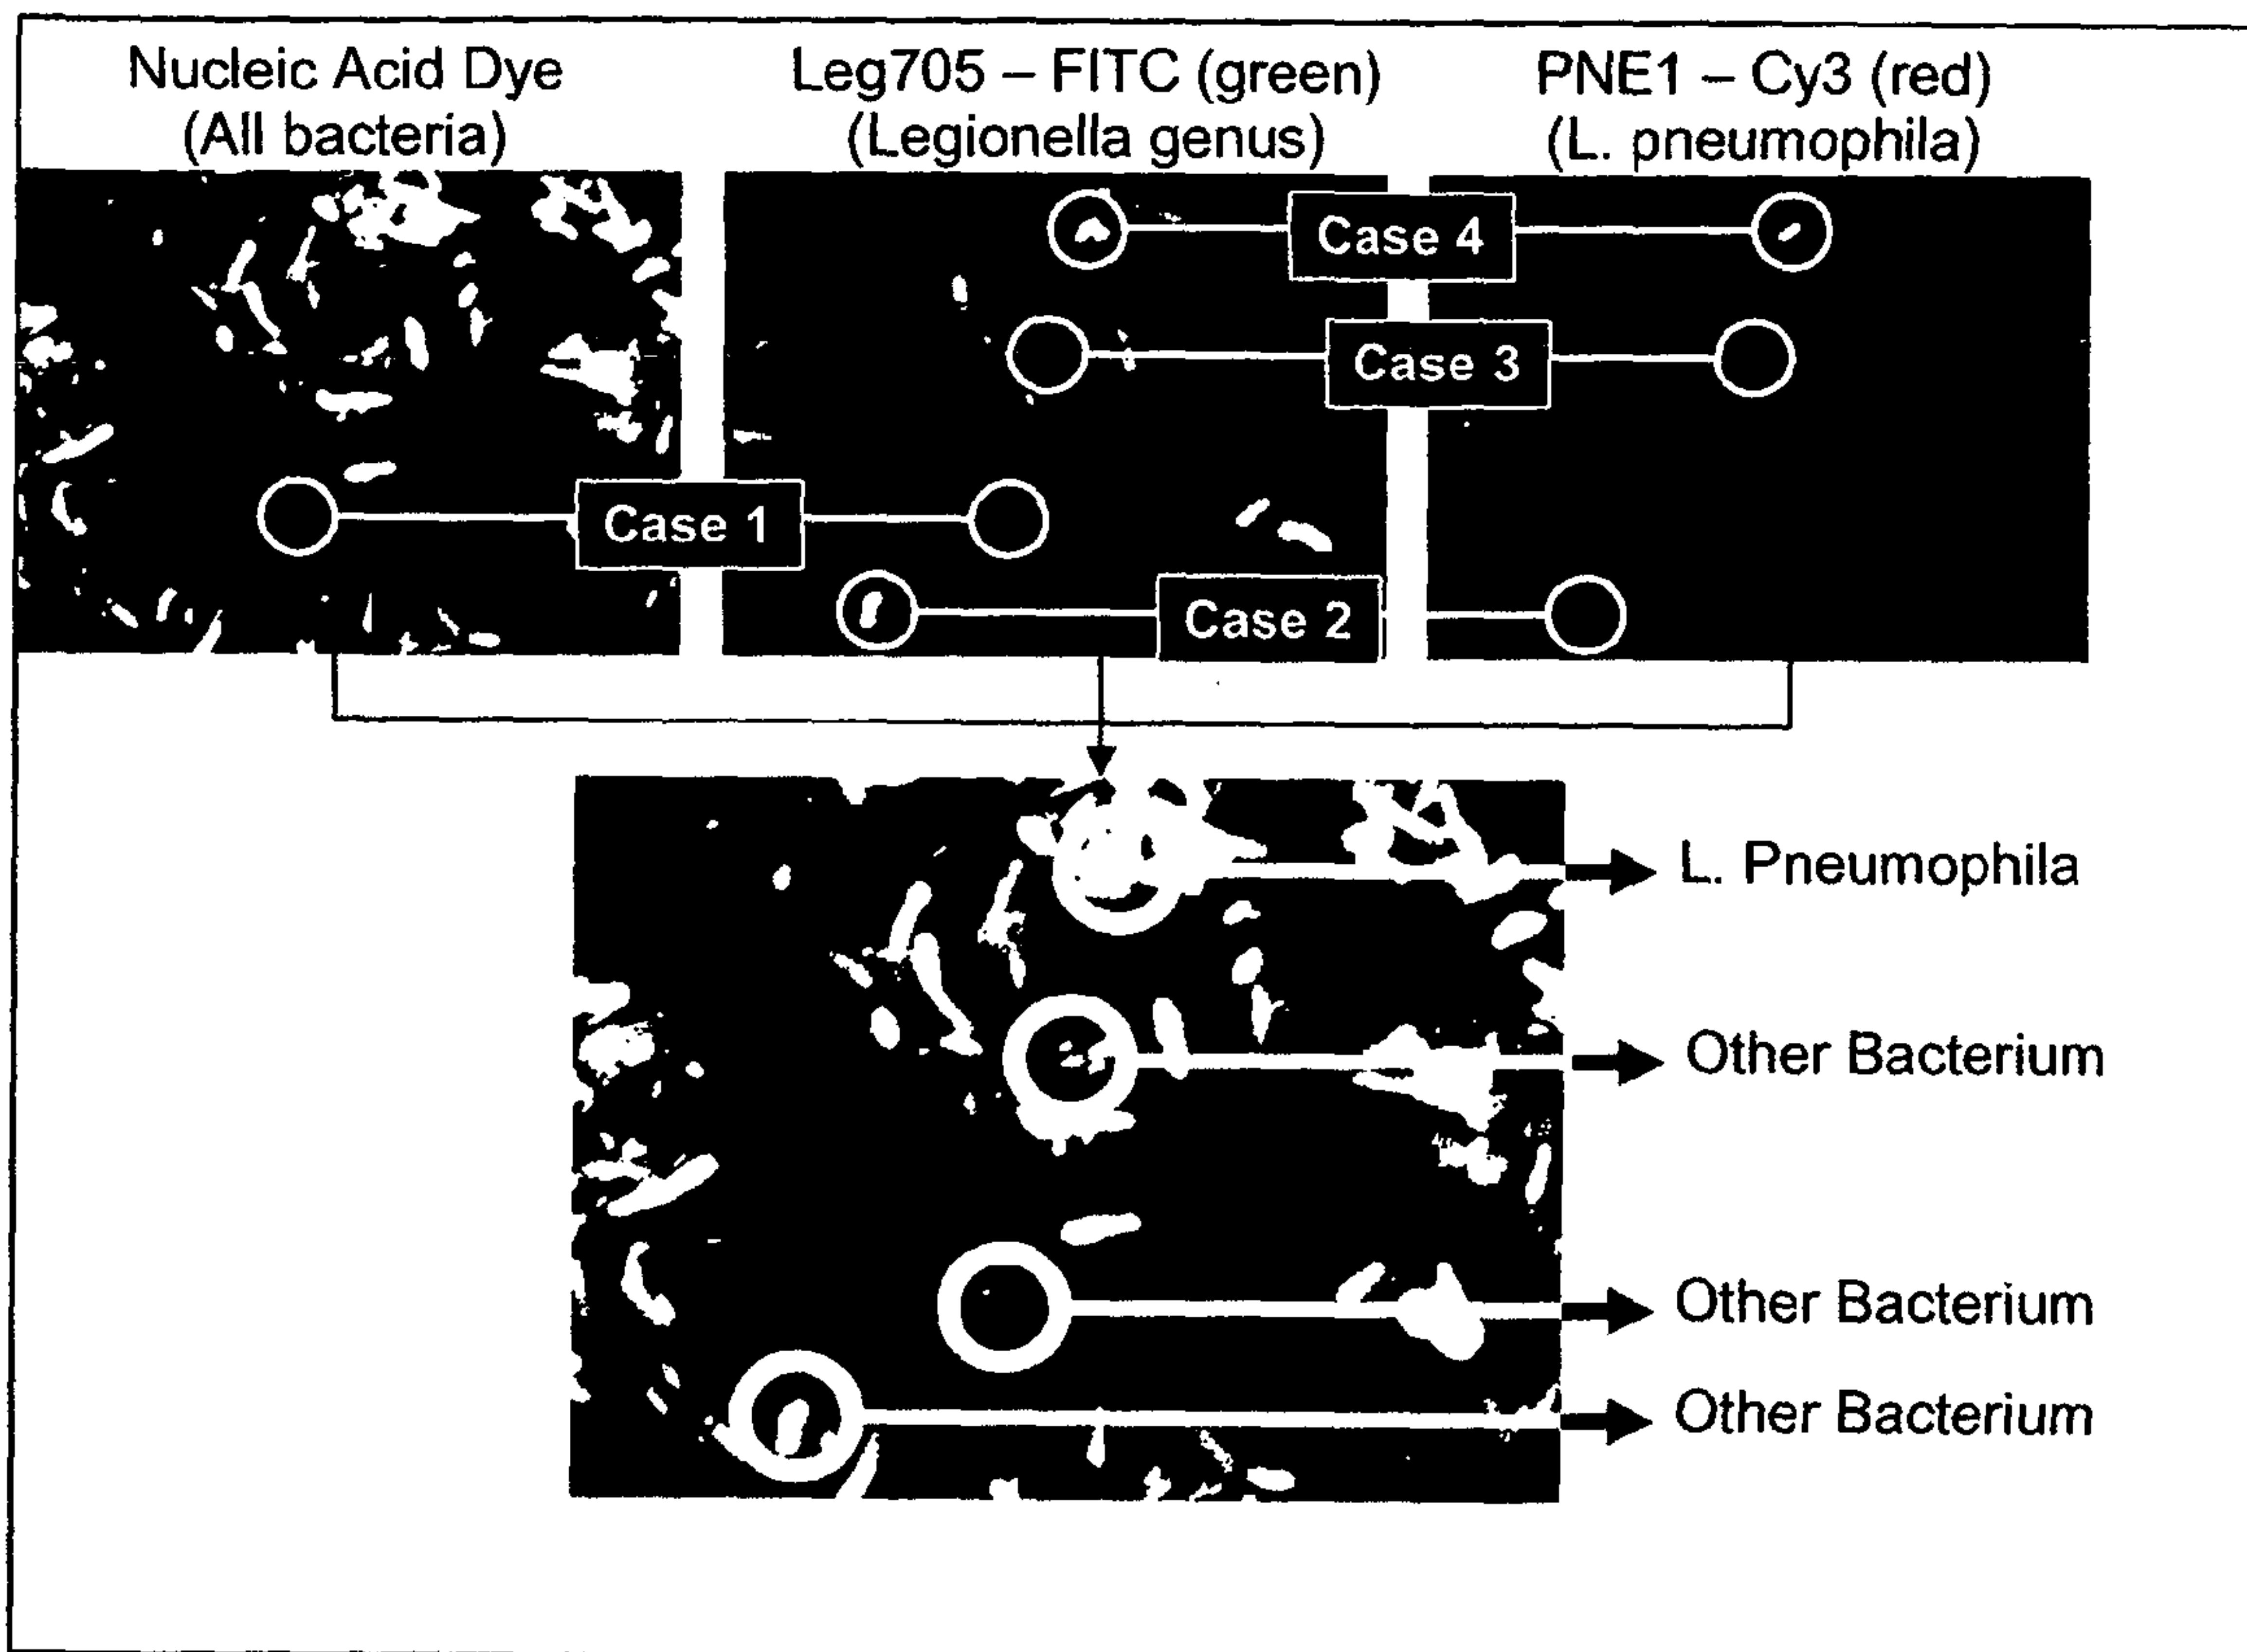 Nucleic Acid Dye
(All bacteria)
Leg705 – FITC (green)
(Legionella genus)
PNE1 – Cy3 (red)
(L. pneumophila)
Case 4
Case 3
Case 1
Case 2
L. Pneumophila
Other Bacterium
Other Bacterium
Other Bacterium